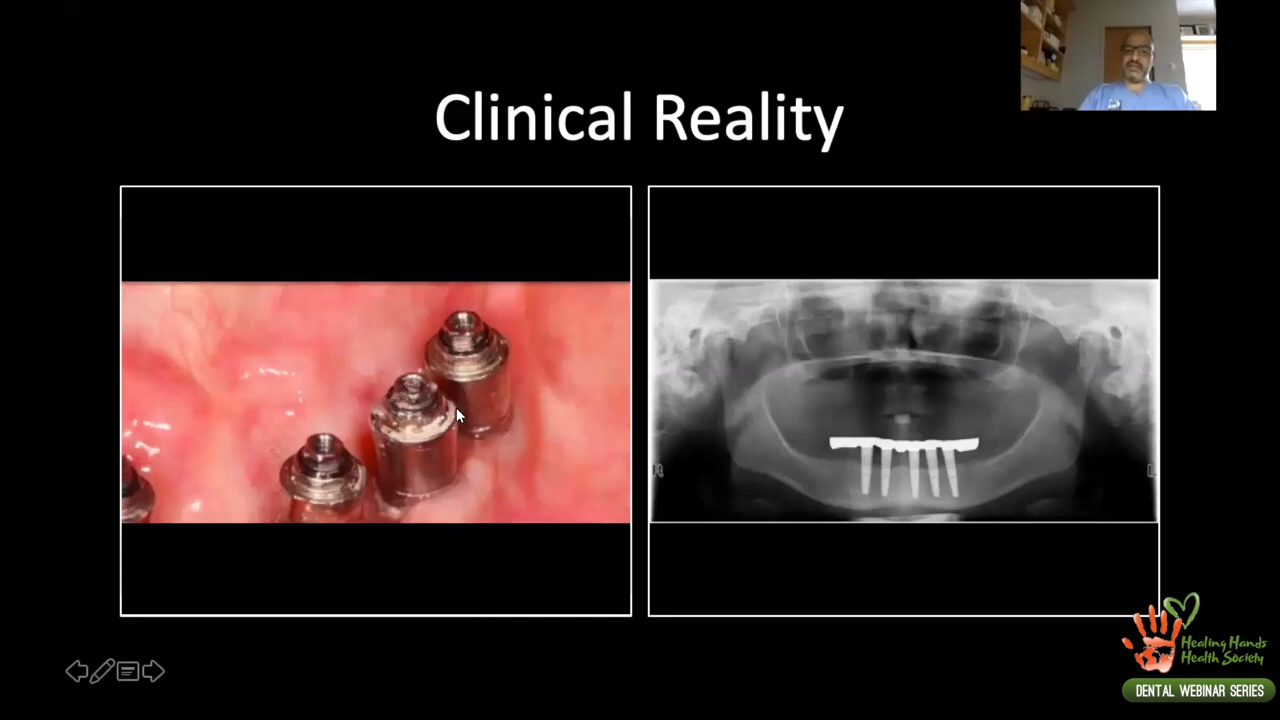 Clinical Reality
R
L
Healing Hands
Health Society
DENTAL WEBINAR SERIES